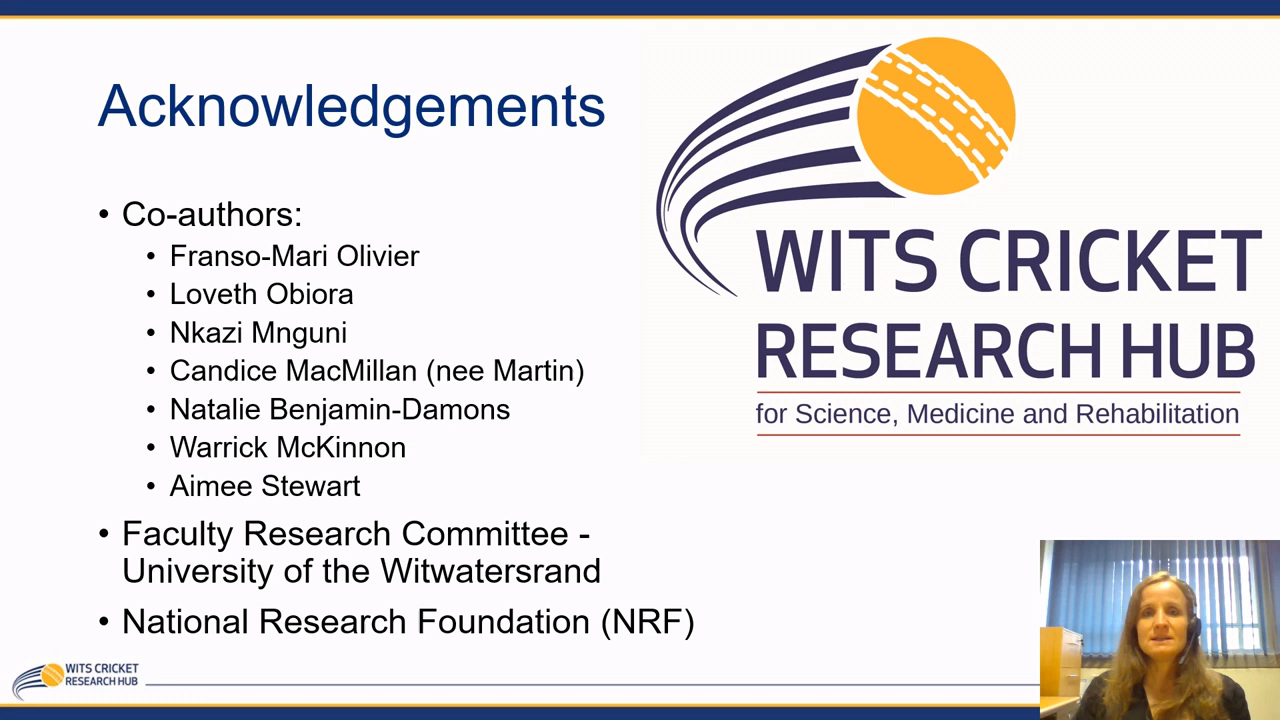 Acknowledgements
• Co-authors:
• Franso-Mari Olivier
• Loveth Obiora
• Nkazi Mnguni
• Candice MacMillan (nee Martin)
• Natalie Benjamin-Damons
• Warrick McKinnon
• Aimee Stewart
• Faculty Research Committee -
University of the Witwatersrand
• National Research Foundation (NRF)
WITS CRICKET
RESEARCH HUB
for Science, Medicine and Rehabilitation
WITS CRICKET
RESEARCH HUB